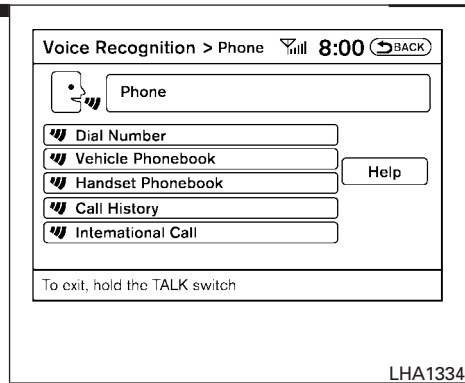 Voice Recognition > Phone 8:00 BACK
Phone
Dial Number
Vehicle Phonebook
Help
Handset Phonebook
Call History
International Call
To exit, hold the TALK switch
LHA1334